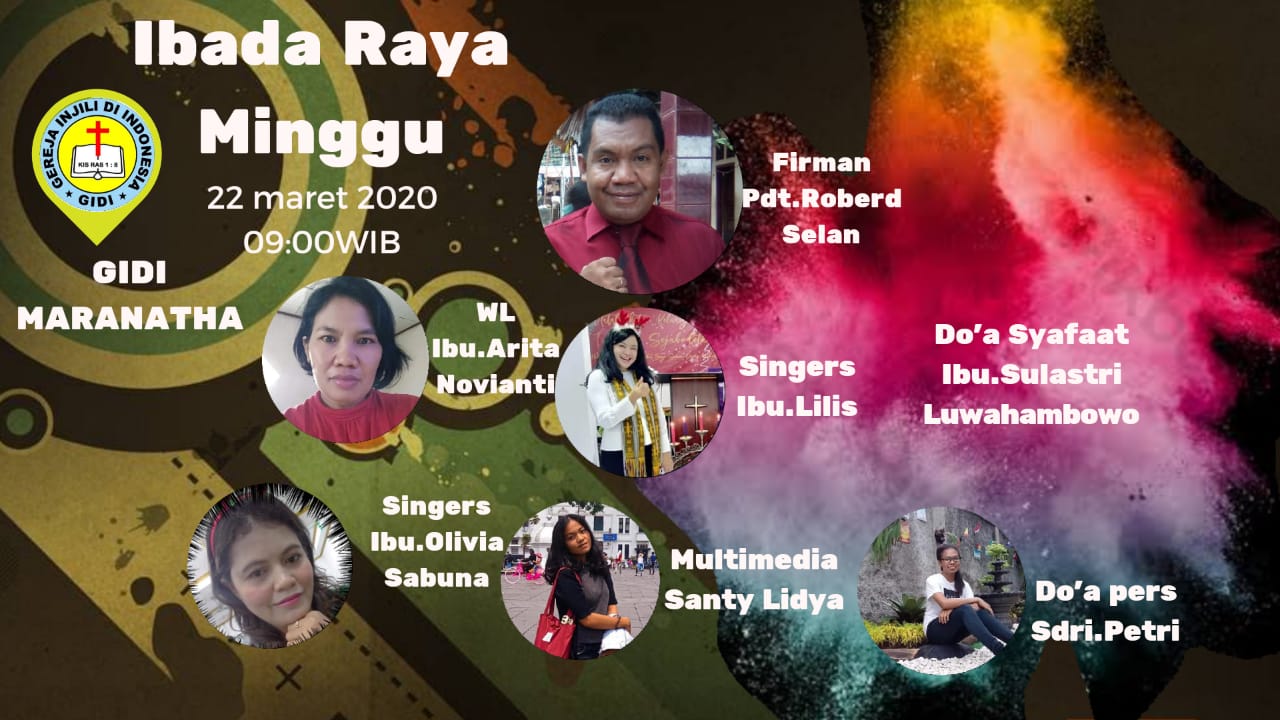 Ibada Raya
Minggu
22 maret 2020
09:00WIB
GEREJA INJILI DI INDONESIA
KIS RAS 1 : 8
GIDI
GIDI
MARANATHA
Firman
Pdt.Roberd
Selan
WL
Ibu.Arita
Novianti
Singers
Ibu.Lilis
Do'a Syafaat
Ibu.Sulastri
Luwahambowo
Singers
Ibu.Olivia
Sabuna
Multimedia
Santy Lidya
Do'a pers
Sdri.Petri